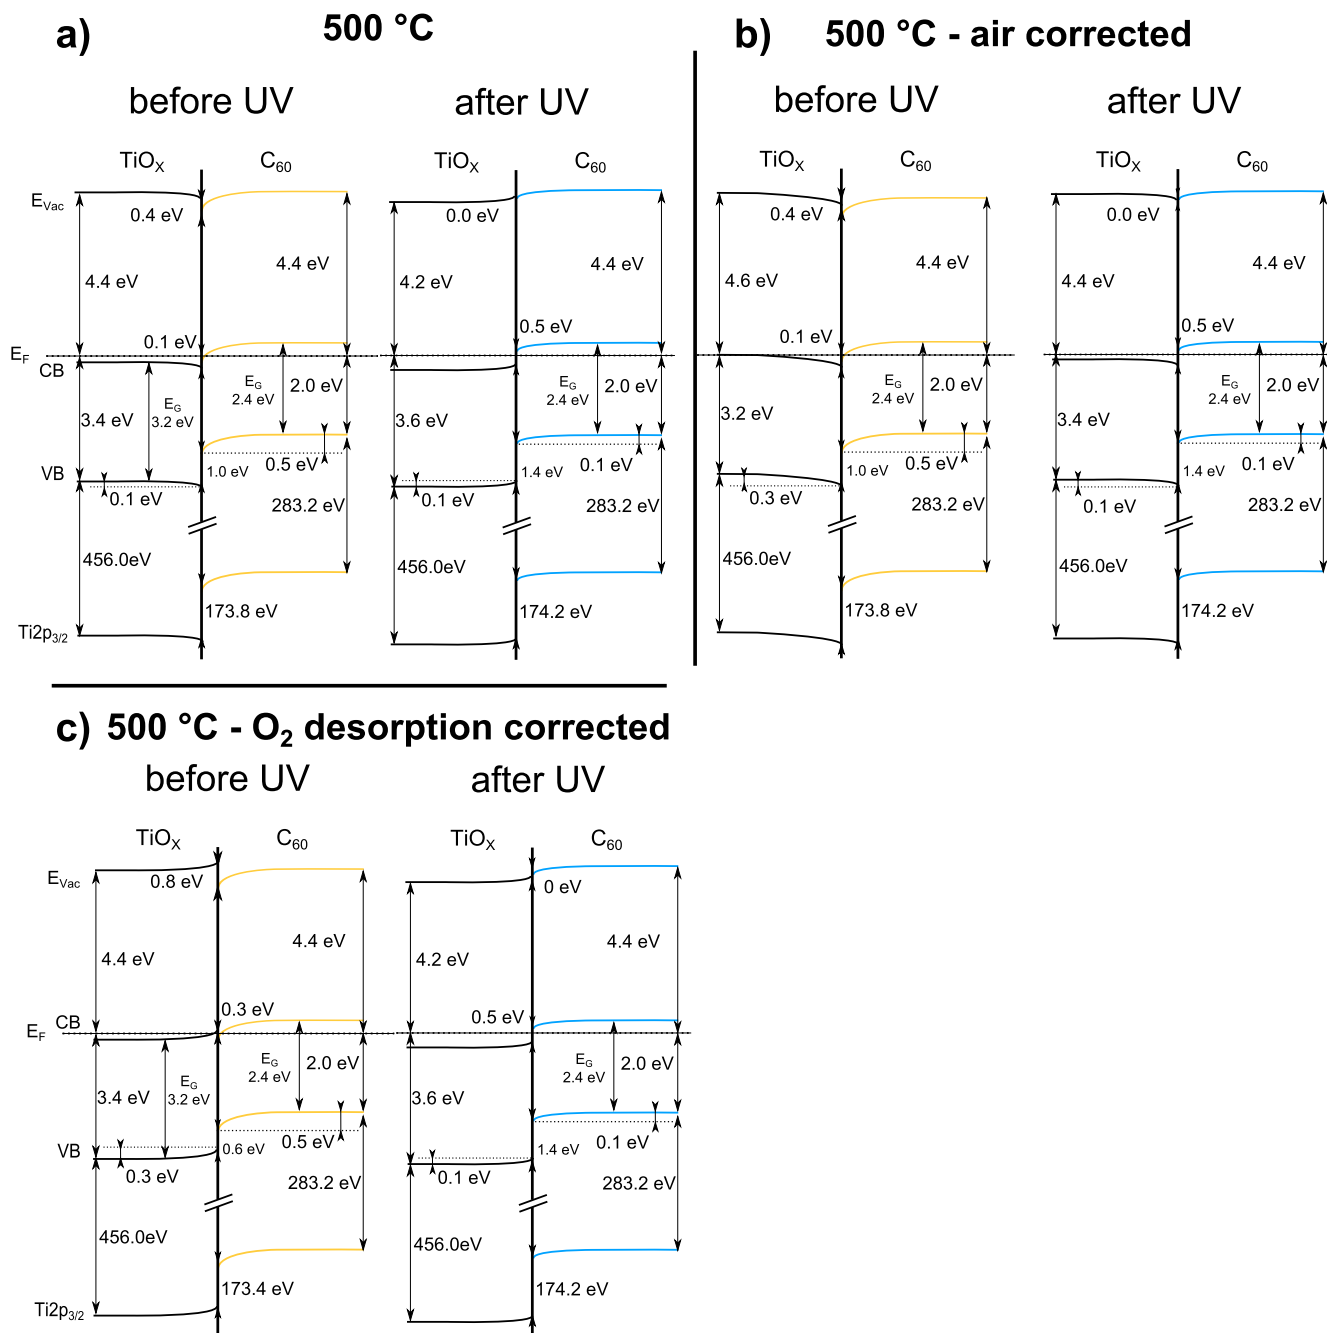 a) 500 °C
before UV after UV
TiOX C60 TiOX C60
EVac 0.4 eV 0.0 eV
4.4 eV 4.4 eV 4.2 eV 4.4 eV
0.1 eV 0.5 eV
EF
CB
3.4 eV EG 3.2 eV EG 2.4 eV 2.0 eV 3.6 eV EG 2.4 eV 2.0 eV
VB 0.1 eV 1.0 eV 0.5 eV 0.1 eV 1.4 eV 0.1 eV
283.2 eV 283.2 eV
456.0eV 456.0eV
173.8 eV 174.2 eV
Ti2p3/2
b) 500 °C - air corrected
before UV after UV
TiOX C60 TiOX C60
0.4 eV 0.0 eV
4.6 eV 4.4 eV 4.4 eV 4.4 eV
0.1 eV 0.5 eV
3.2 eV EG 2.4 eV 2.0 eV 3.4 eV EG 2.4 eV 2.0 eV
0.3 eV 1.0 eV 0.5 eV 0.1 eV 1.4 eV 0.1 eV
283.2 eV 283.2 eV
456.0eV 456.0eV
173.8 eV 174.2 eV
c) 500 °C - O2 desorption corrected
before UV after UV
TiOX C60 TiOX C60
EVac 0.8 eV 0 eV
4.4 eV 4.4 eV 4.2 eV 4.4 eV
0.3 eV 0.5 eV
CB
EF
3.4 eV EG 3.2 eV EG 2.4 eV 2.0 eV 3.6 eV EG 2.4 eV 2.0 eV
VB 0.3 eV 0.6 eV 0.5 eV 0.1 eV 1.4 eV 0.1 eV
283.2 eV 283.2 eV
456.0eV 456.0eV
173.4 eV 174.2 eV
Ti2p3/2